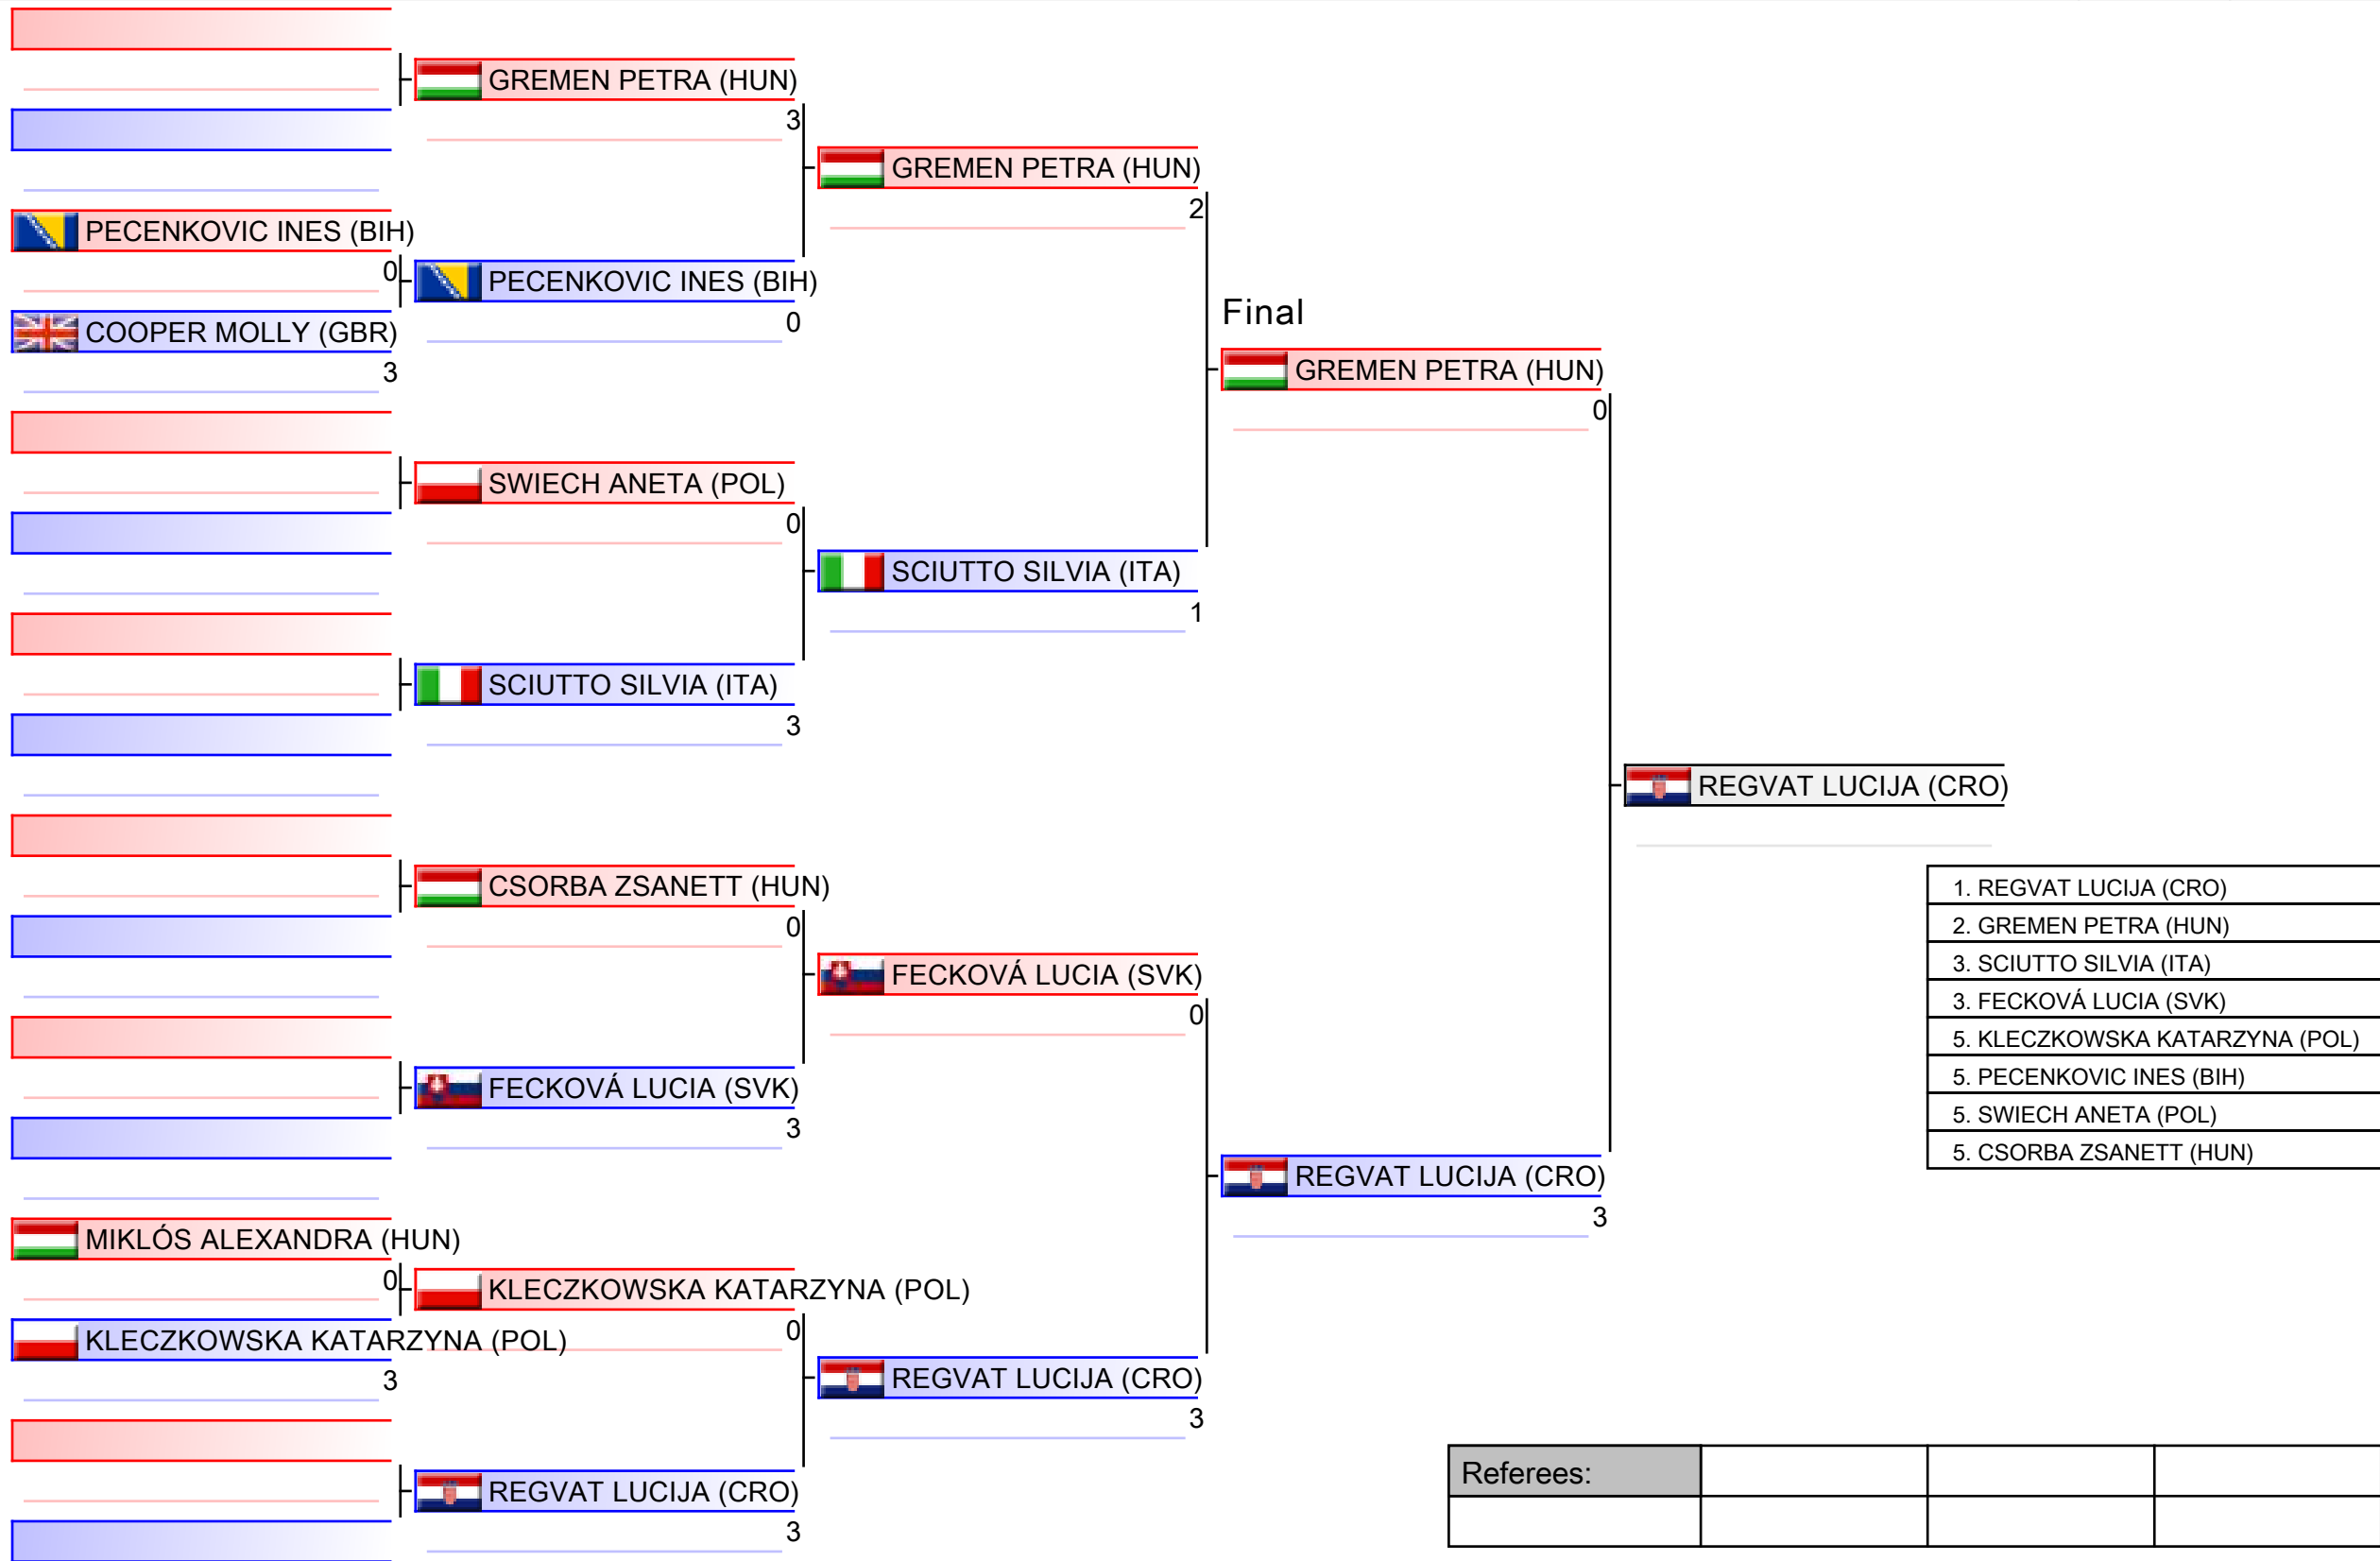 GREMEN PETRA (HUN)
3
GREMEN PETRA (HUN)
2
PECENKOVIC INES (BIH)
0
PECENKOVIC INES (BIH)
0
COOPER MOLLY (GBR)
3
Final
GREMEN PETRA (HUN)
0
SWIECH ANETA (POL)
0
SCIUTTO SILVIA (ITA)
1
SCIUTTO SILVIA (ITA)
3
REGVAT LUCIJA (CRO)
CSORBA ZSANETT (HUN)
0
FECKOVÁ LUCIA (SVK)
0
FECKOVÁ LUCIA (SVK)
3
1. REGVAT LUCIJA (CRO)
2. GREMEN PETRA (HUN)
3. SCIUTTO SILVIA (ITA)
3. FECKOVÁ LUCIA (SVK)
5. KLECZKOWSKA KATARZYNA (POL)
5. PECENKOVIC INES (BIH)
5. SWIECH ANETA (POL)
5. CSORBA ZSANETT (HUN)
REGVAT LUCIJA (CRO)
3
MIKLÓS ALEXANDRA (HUN)
0
KLECZKOWSKA KATARZYNA (POL)
0
KLECZKOWSKA KATARZYNA (POL)
3
REGVAT LUCIJA (CRO)
3
REGVAT LUCIJA (CRO)
3
Referees: